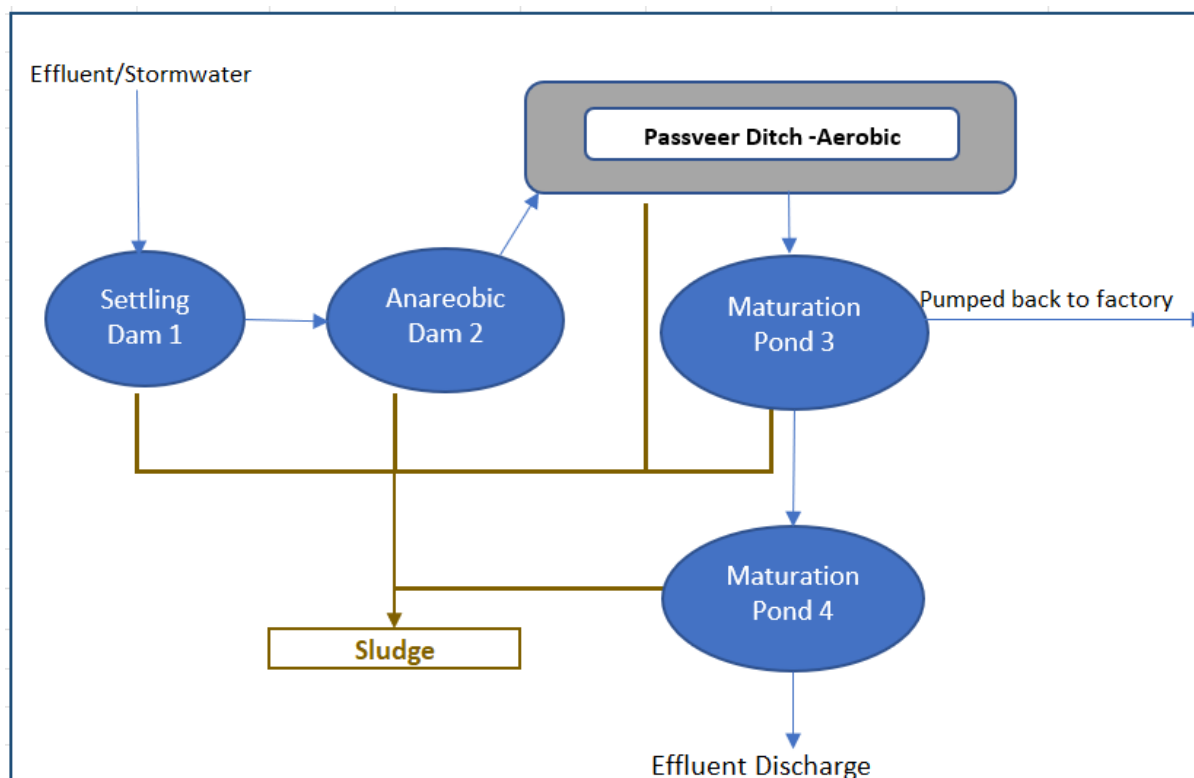 Effluent/Stormwater
Passveer Ditch -Aerobic
Settling
Dam 1
Anareobic
Dam 2
Maturation
Pond 3
Pumped back to factory
Maturation
Pond 4
Sludge
Effluent Discharge